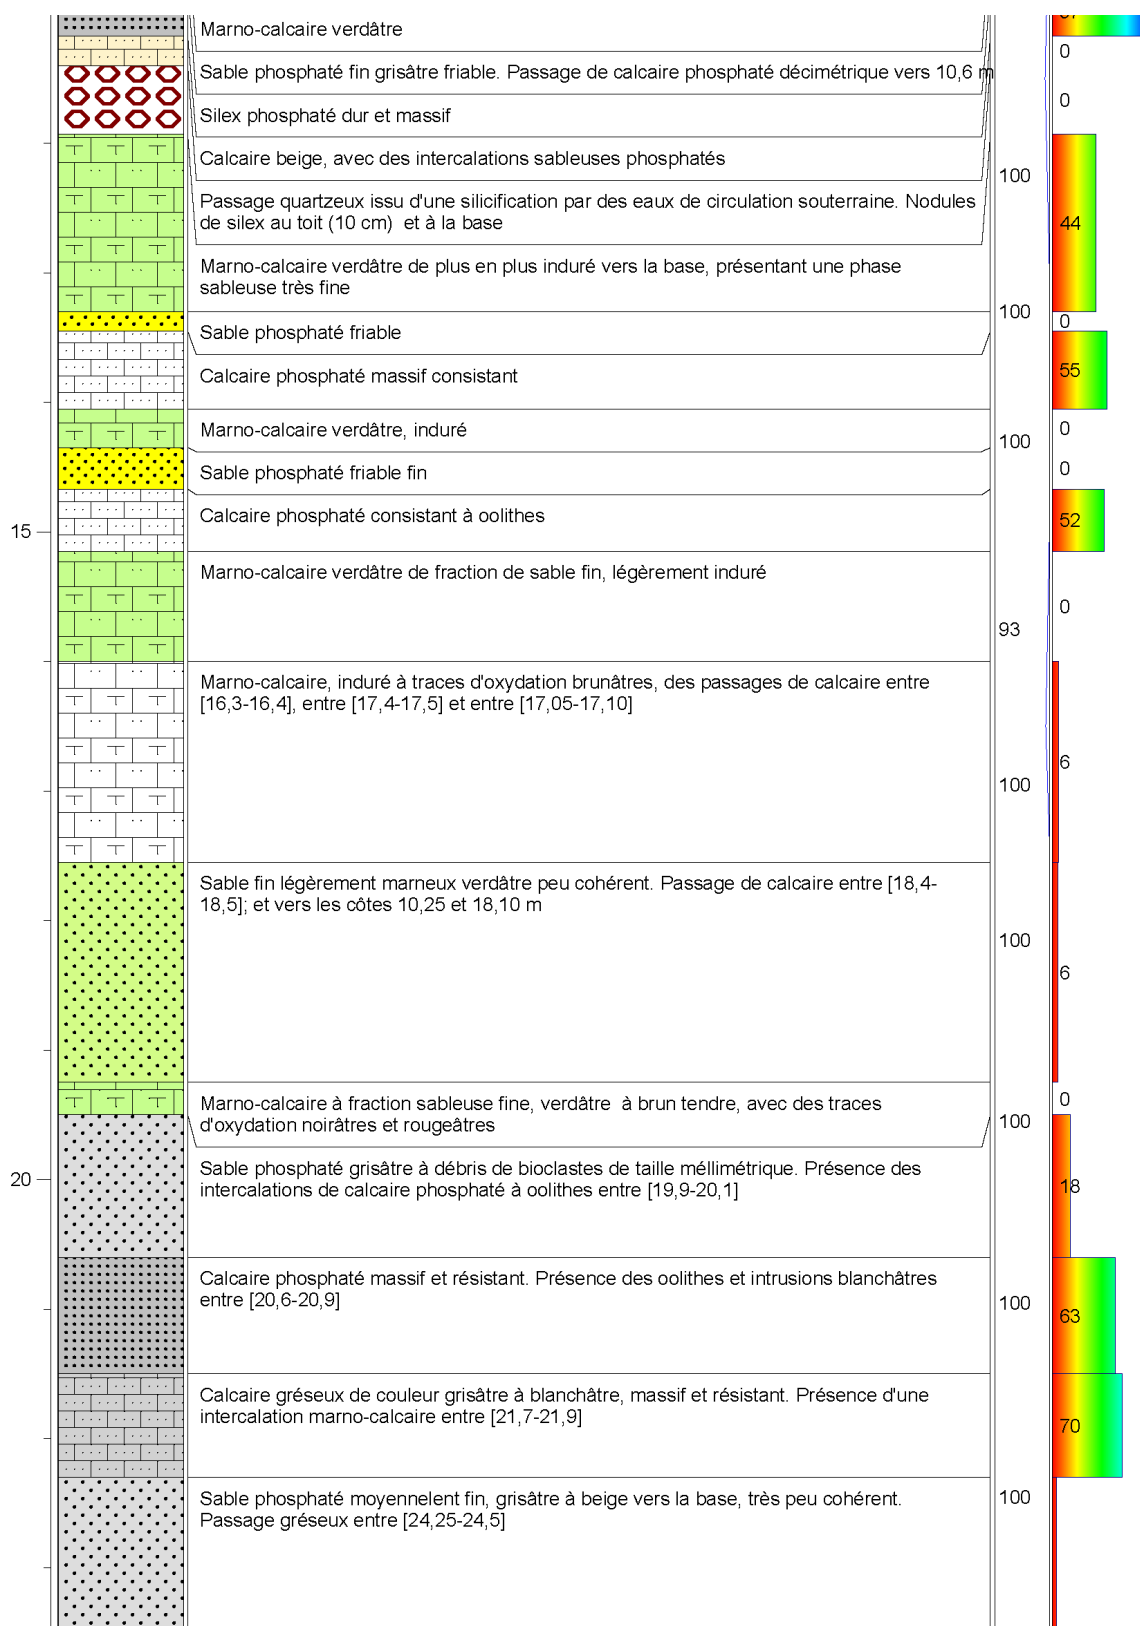 Marno-calcaire verdâtre
Sable phosphaté fin grisâtre friable. Passage de calcaire phosphaté décimétrique vers 10,6 m
Silex phosphaté dur et massif
Calcaire beige, avec des intercalations sableuses phosphatés
Passage quartzeux issu d'une silicification par des eaux de circulation souterraine. Nodules
de silex au toit (10 cm) et à la base
Marno-calcaire verdâtre de plus en plus induré vers la base, présentant une phase
sableuse très fine
Sable phosphaté friable
Calcaire phosphaté massif consistant
Marno-calcaire verdâtre, induré
Sable phosphaté friable fin
Calcaire phosphaté consistant à oolithes
Marno-calcaire verdâtre de fraction de sable fin, légèrement induré
Marno-calcaire, induré à traces d'oxydation brunâtres, des passages de calcaire entre
[16,3-16,4], entre [17,4-17,5] et entre [17,05-17,10]
Sable fin légèrement marneux verdâtre peu cohérent. Passage de calcaire entre [18,4-
18,5]; et vers les côtes 10,25 et 18,10 m
Marno-calcaire à fraction sableuse fine, verdâtre à brun tendre, avec des traces
d'oxydation noirâtres et rougeâtres
Sable phosphaté grisâtre à débris de bioclastes de taille méllimétrique. Présence des
intercalations de calcaire phosphaté à oolithes entre [19,9-20,1]
Calcaire phosphaté massif et résistant. Présence des oolithes et intrusions blanchâtres
entre [20,6-20,9]
Calcaire gréseux de couleur grisâtre à blanchâtre, massif et résistant. Présence d'une
intercalation marno-calcaire entre [21,7-21,9]
Sable phosphaté moyennelent fin, grisâtre à beige vers la base, très peu cohérent.
Passage gréseux entre [24,25-24,5]
15
20
100
100
100
93
100
100
100
100
100
0
0
44
0
55
0
0
52
0
6
6
0
18
63
70